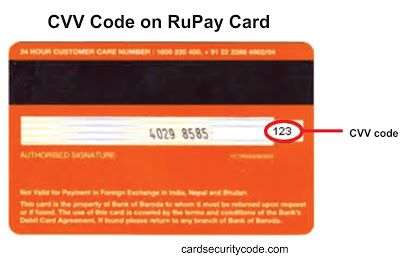 CVV Code on RuPay Card
24 HOUR CUSTOMER CARE NUMBER : 1800 220 400, + 91 22 2288 4902/04
4029 8585
123
CVV code
AUTHORISED SIGNATURE
Not Valid for Payment in Foreign Exchange in India, Nepal and Bhutan.
This card is the property of Bank of Baroda to whom it must be returned upon request
or if found. The use of this card is covered by the terms and conditions of the Bank's
Debit Card Agreement. If found please return to any branch of Bank of Baroda.
cardsecuritycode.com